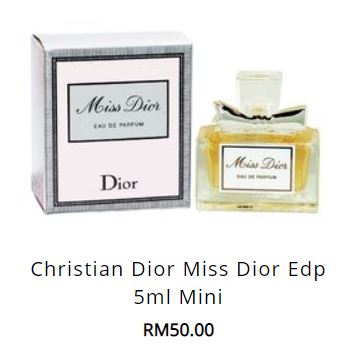 Miss Dior
EAU DE PARFUM
Dior
Miss Dior
EAU DE PARFUM
Christian Dior Miss Dior Edp
5ml Mini
RM50.00